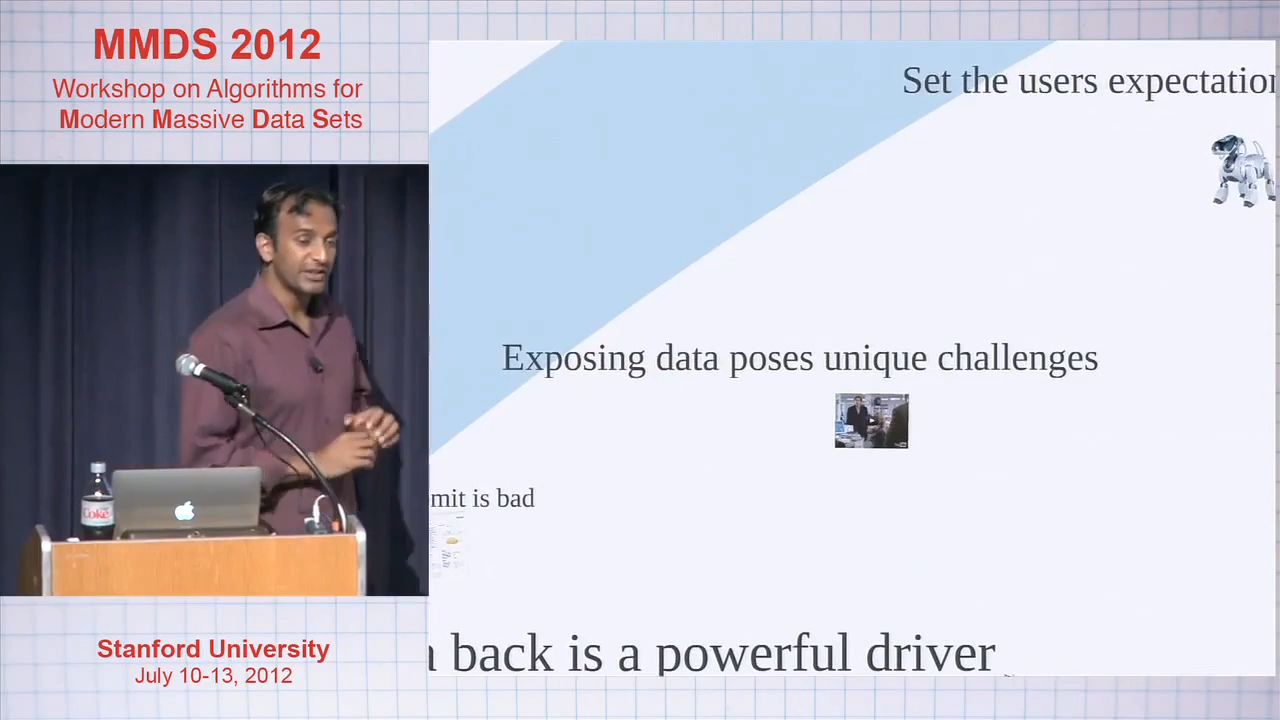 MMDS 2012
Workshop on Algorithms for
Modern Massive Data Sets
Set the users expectation
Exposing data poses unique challenges
mit is bad
back is a powerful driver
Coke
Stanford University
July 10-13, 2012